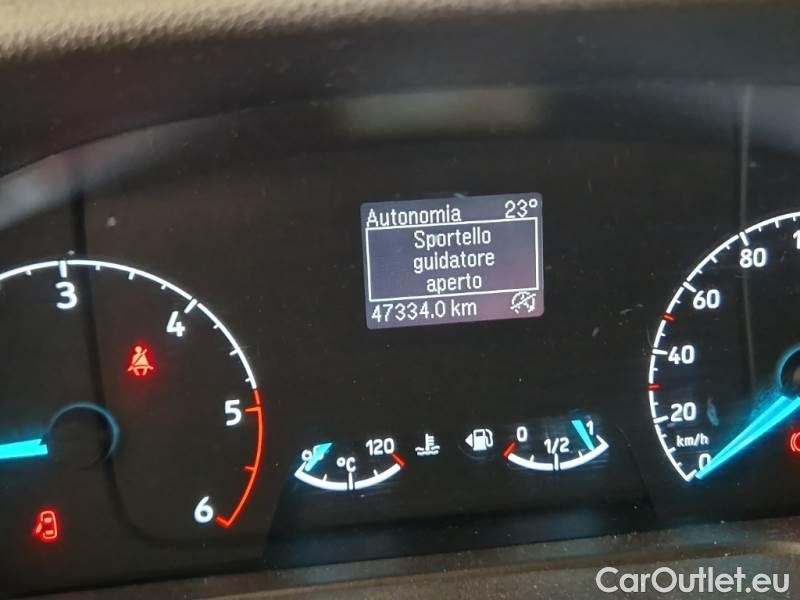 Autonomia 23°
Sportello
guidatore
aperto
47334.0 km
3
4
5
6
120
°C
0
1/2
1
80
60
40
20
0
km/h
CarOutlet.eu